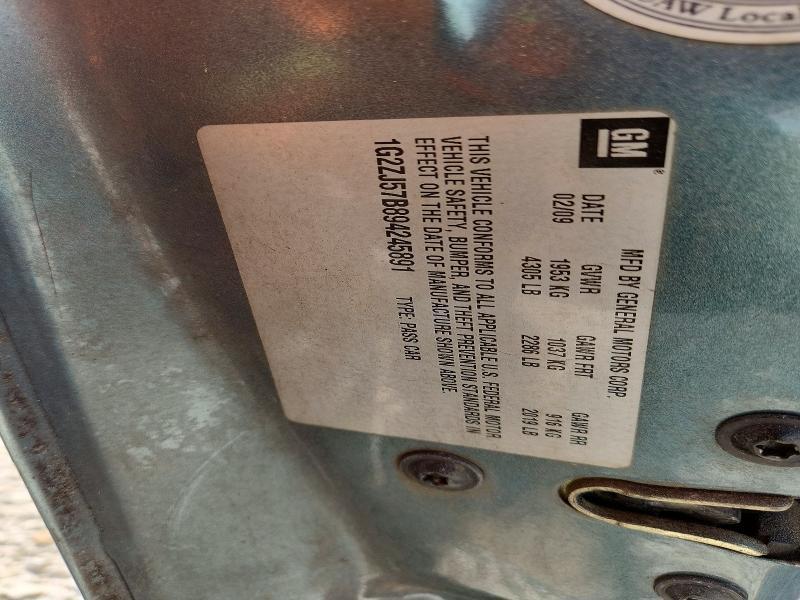 UAW Loca
GM
®
MFD BY GENERAL MOTORS CORP.
DATE GVWR GAWR FRT GAWR RR
02/09 1953 KG 1037 KG 916 KG
4305 LB 2286 LB 2019 LB
THIS VEHICLE CONFORMS TO ALL APPLICABLE U.S. FEDERAL MOTOR
VEHICLE SAFETY, BUMPER, AND THEFT PREVENTION STANDARDS IN
EFFECT ON THE DATE OF MANUFACTURE SHOWN ABOVE.
1G2ZJ57B894245891 TYPE: PASS CAR